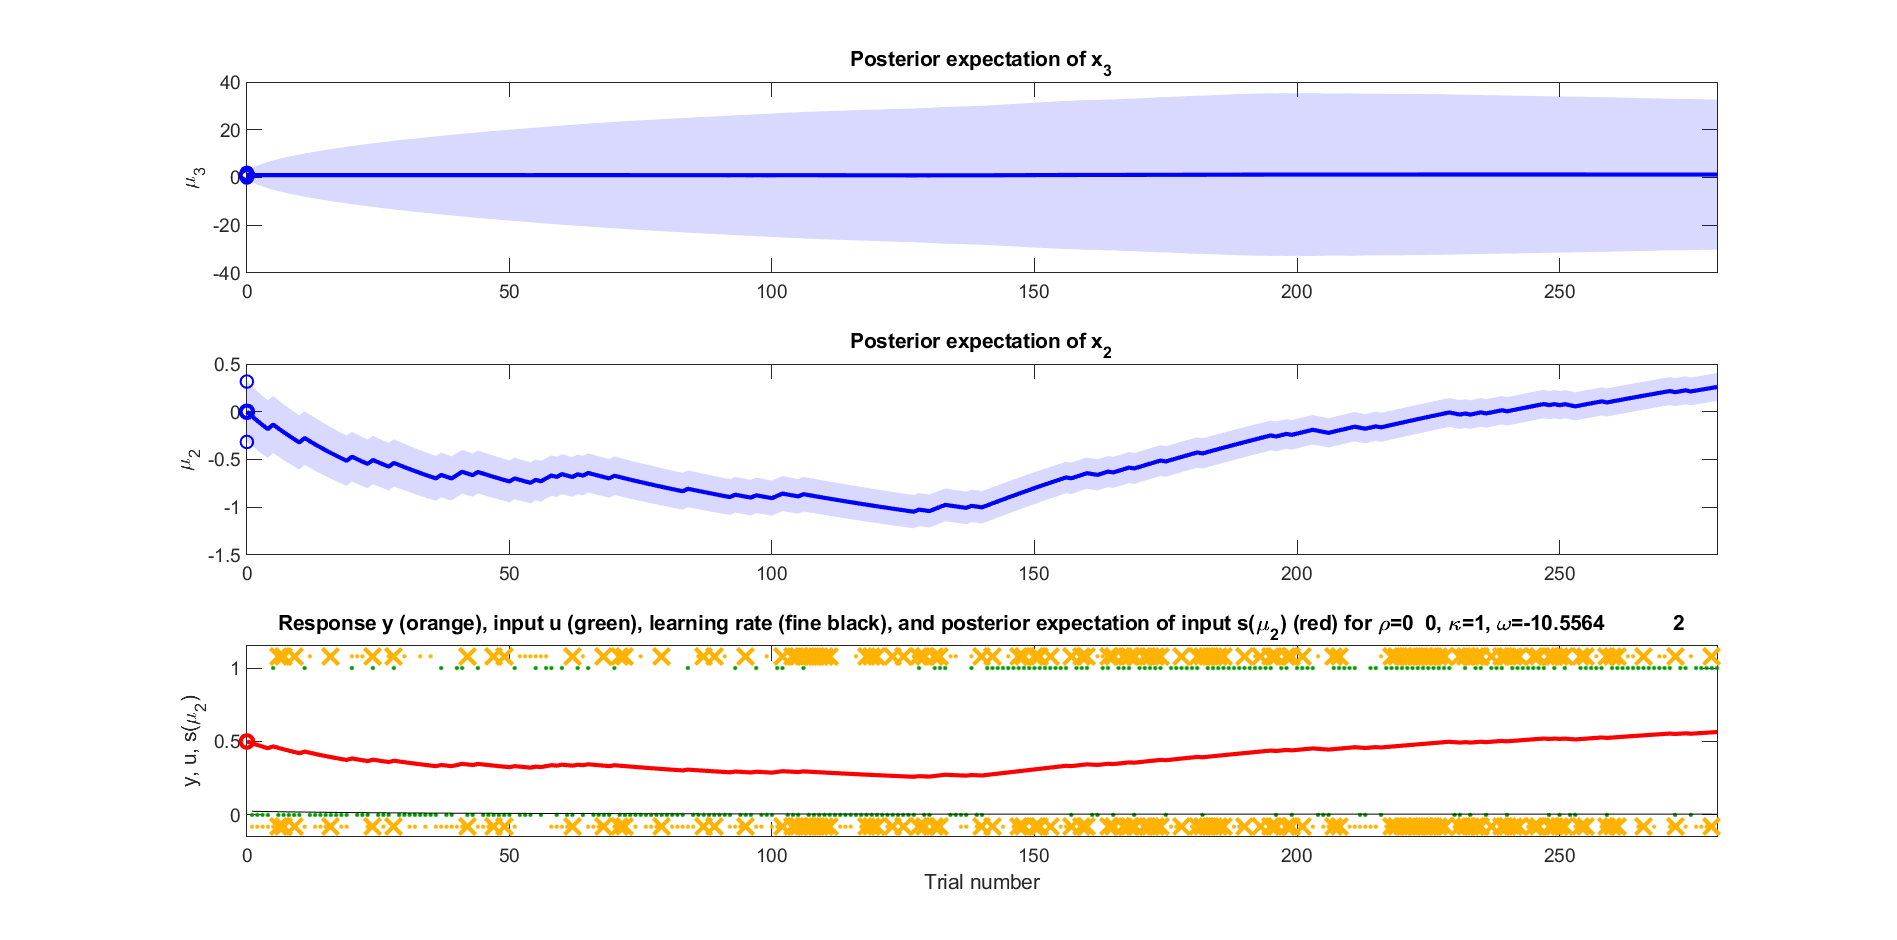 Posterior expectation of x3
40
20
0
-20
-40
μ3
0 50 100 150 200 250
Posterior expectation of x2
0.5
0
-0.5
-1
-1.5
μ2
0 50 100 150 200 250
Response y (orange), input u (green), learning rate (fine black), and posterior expectation of input s(μ2) (red) for ρ=0 0, κ=1, ω=-10.5564 2
1
0.5
0
y, u, s(μ2)
0 50 100 150 200 250
Trial number